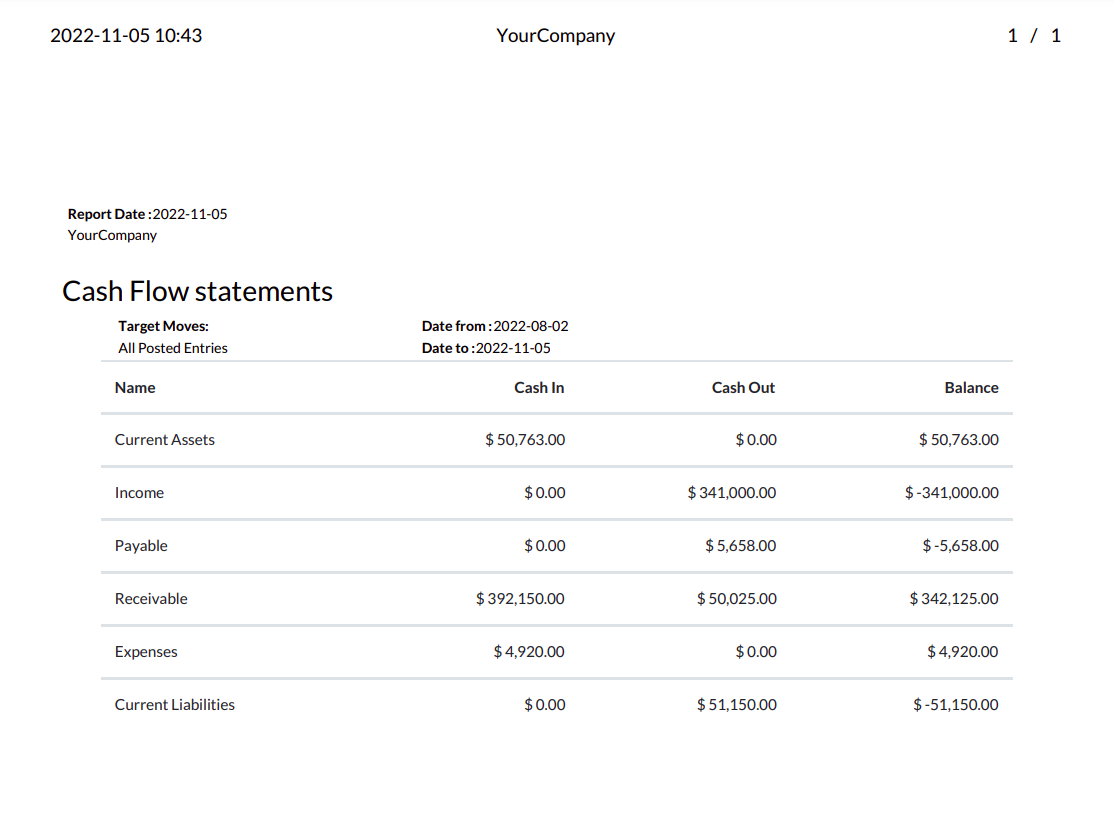 2022-11-05 10:43 YourCompany 1 / 1
Report Date :2022-11-05
YourCompany
Cash Flow statements
Target Moves: Date from :2022-08-02
All Posted Entries Date to :2022-11-05
Name Cash In Cash Out Balance
Current Assets $ 50,763.00 $ 0.00 $ 50,763.00
Income $ 0.00 $ 341,000.00 $ -341,000.00
Payable $ 0.00 $ 5,658.00 $ -5,658.00
Receivable $ 392,150.00 $ 50,025.00 $ 342,125.00
Expenses $ 4,920.00 $ 0.00 $ 4,920.00
Current Liabilities $ 0.00 $ 51,150.00 $ -51,150.00